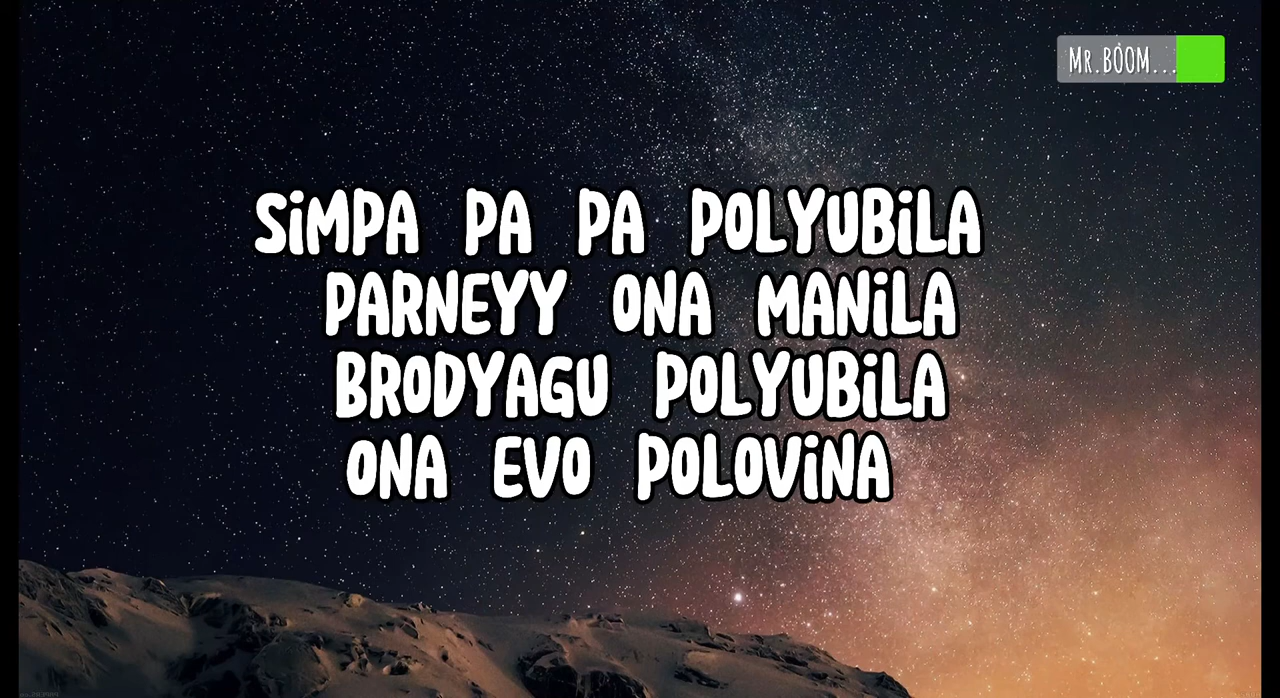 Mr.BOOM...
SiMPA PA PA POLYUBiLA
PARNEYY ONA MANiLA
BRODYAGU POLYUBiLA
ONA EVO POLOViNA